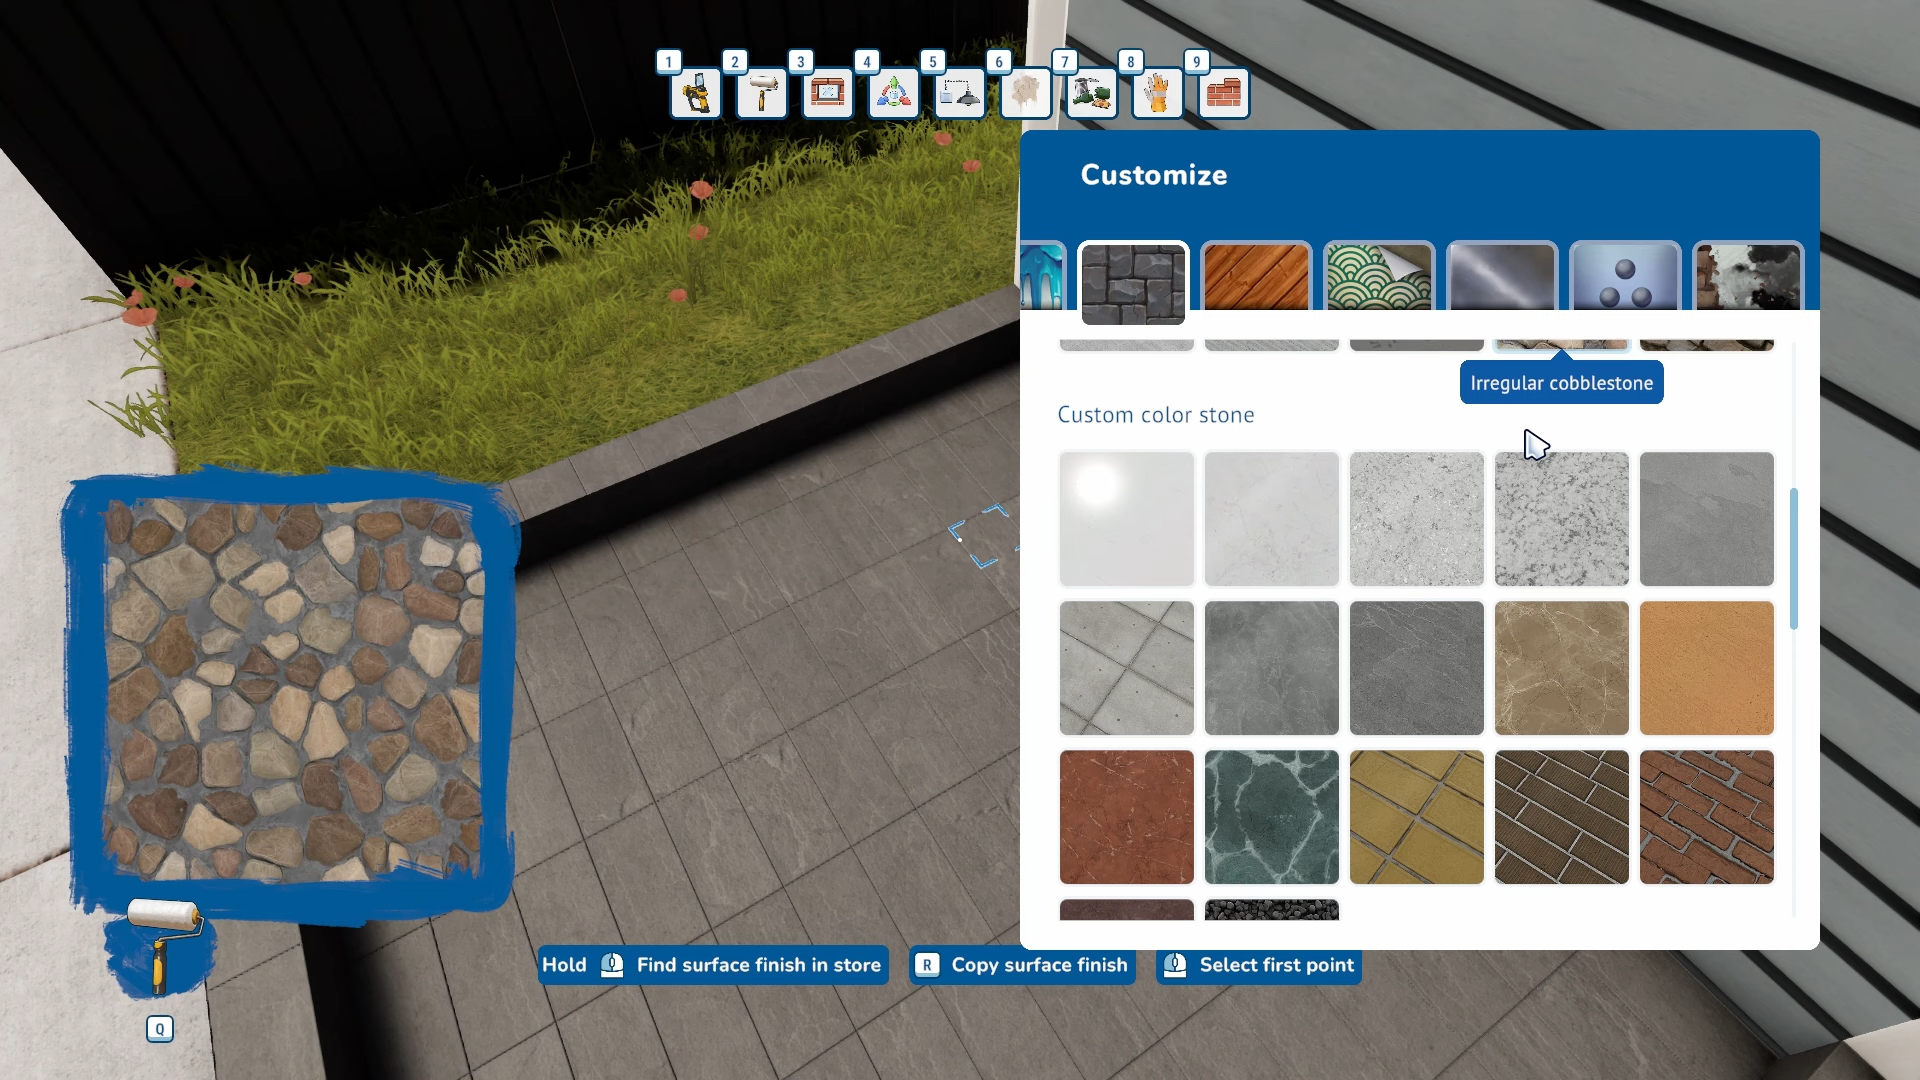 1 2 3 4 5 6 7 8 9
Customize
Irregular cobblestone
Custom color stone
Hold Find surface finish in store R Copy surface finish Select first point
Q